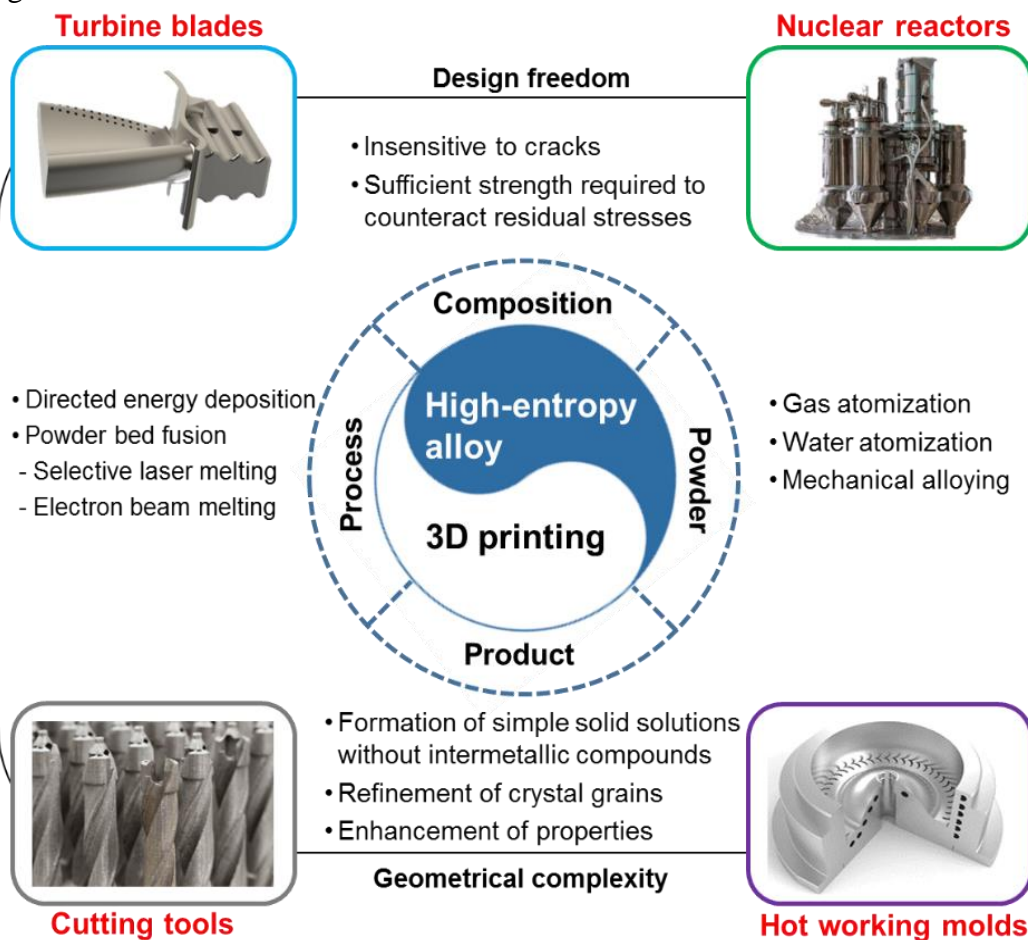 Turbine blades
Nuclear reactors
Design freedom
• Insensitive to cracks
• Sufficient strength required to
counteract residual stresses
Composition
• Directed energy deposition
• Powder bed fusion
- Selective laser melting
- Electron beam melting
Process
High-entropy
alloy
3D printing
Powder
• Gas atomization
• Water atomization
• Mechanical alloying
Product
• Formation of simple solid solutions
without intermetallic compounds
• Refinement of crystal grains
• Enhancement of properties
Geometrical complexity
Cutting tools
Hot working molds